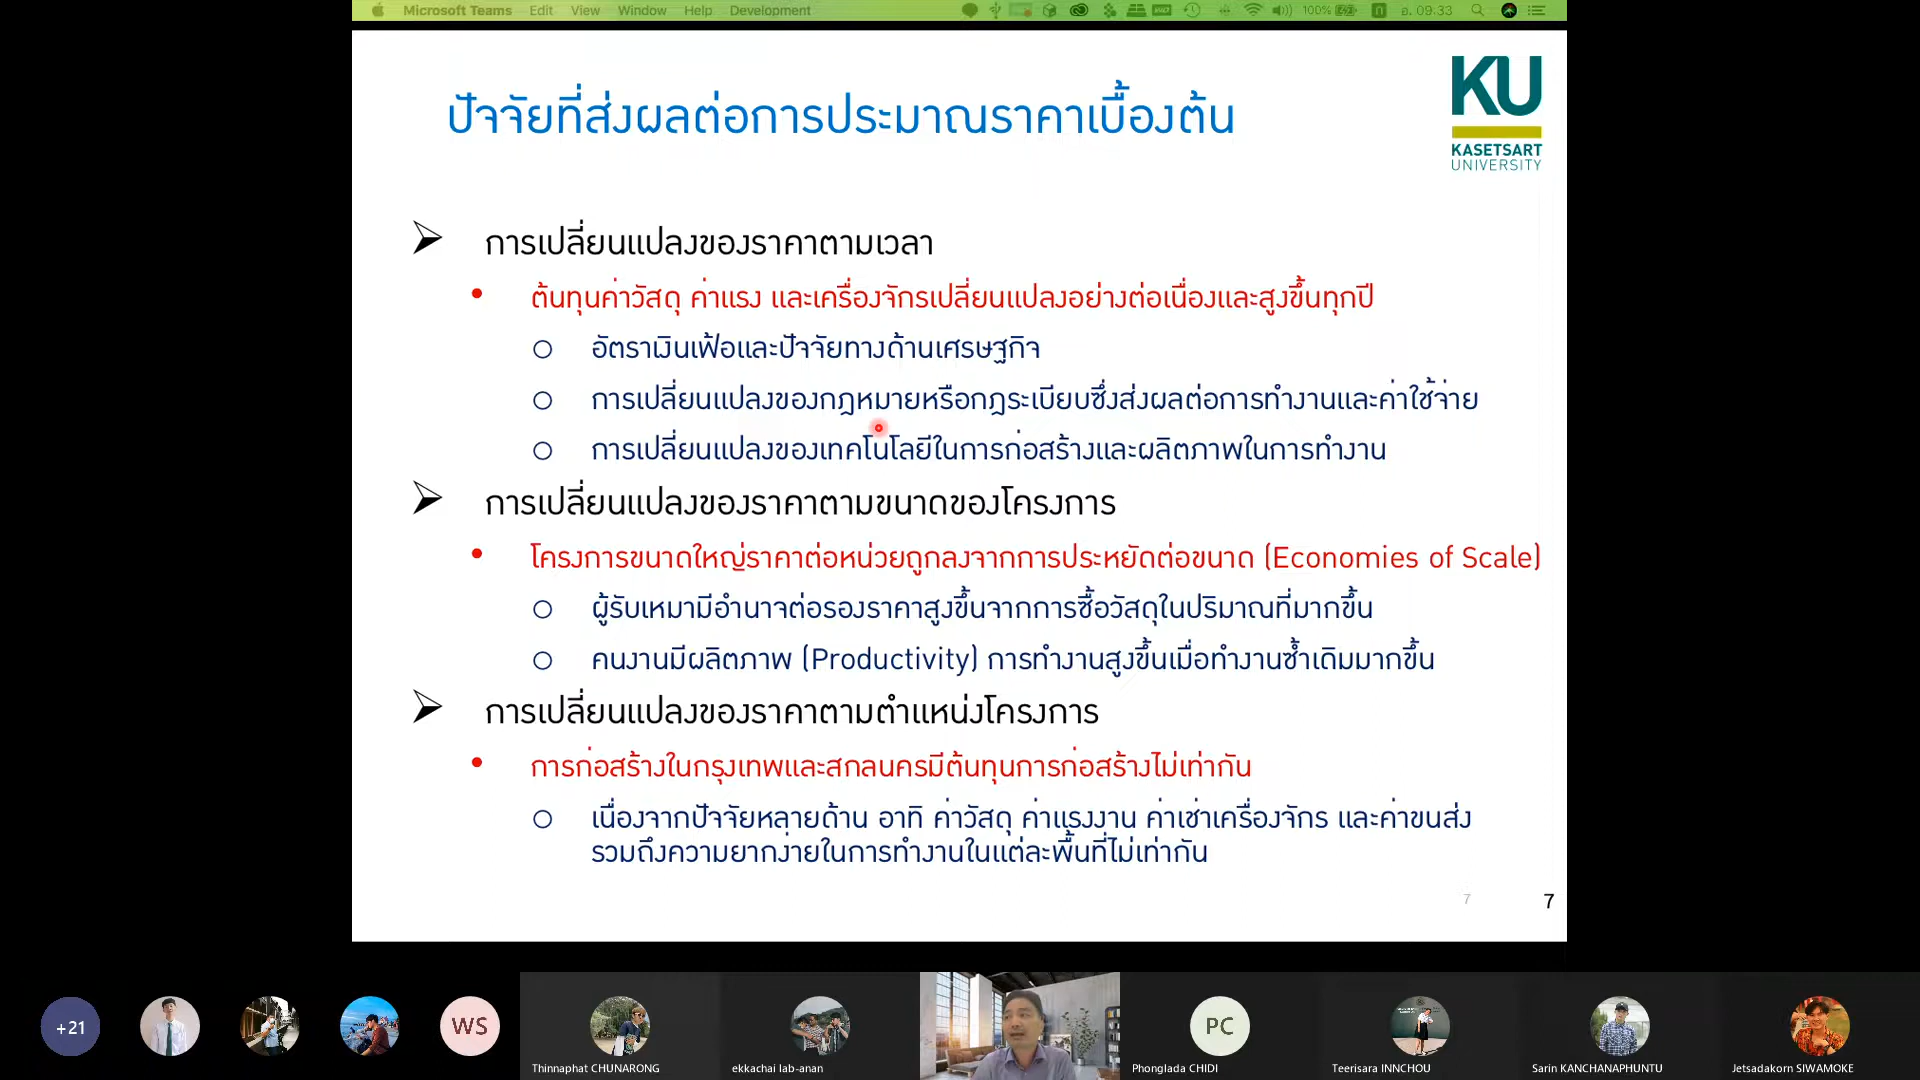 Microsoft Teams Edit View Window Help Development 100% อ. 09.33
ปัจจัยที่ส่งผลต่อการประมาณราคาเบื้องต้น
KU
KASETSART
UNIVERSITY
การเปลี่ยนแปลงของราคาตามเวลา
ต้นทุนค่าวัสดุ ค่าแรง และเครื่องจักรเปลี่ยนแปลงอย่างต่อเนื่องและสูงขึ้นทุกปี
อัตราเงินเฟ้อและปัจจัยทางด้านเศรษฐกิจ
การเปลี่ยนแปลงของกฎหมายหรือกฎระเบียบซึ่งส่งผลต่อการทำงานและค่าใช้จ่าย
การเปลี่ยนแปลงของเทคโนโลยีในการก่อสร้างและผลิตภาพในการทำงาน
การเปลี่ยนแปลงของราคาตามขนาดของโครงการ
โครงการขนาดใหญ่ราคาต่อหน่วยถูกลงจากการประหยัดต่อขนาด (Economies of Scale)
ผู้รับเหมามีอำนาจต่อรองราคาสูงขึ้นจากการซื้อวัสดุในปริมาณที่มากขึ้น
คนงานมีผลิตภาพ (Productivity) การทำงานสูงขึ้นเมื่อทำงานซ้ำเดิมมากขึ้น
การเปลี่ยนแปลงของราคาตามตำแหน่งโครงการ
การก่อสร้างในกรุงเทพและสกลนครมีต้นทุนการก่อสร้างไม่เท่ากัน
เนื่องจากปัจจัยหลายด้าน อาทิ ค่าวัสดุ ค่าแรงงาน ค่าเช่าเครื่องจักร และค่าขนส่ง
รวมถึงความยากง่ายในการทำงานในแต่ละพื้นที่ไม่เท่ากัน
7 7
+21 WS PC
Thinnaphat CHUNARONG ekkachai lab-anan Phonglada CHIDI Teerisara INNCHOU Sarin KANCHANAPHUNTU Jetsadakorn SIWAMOKE